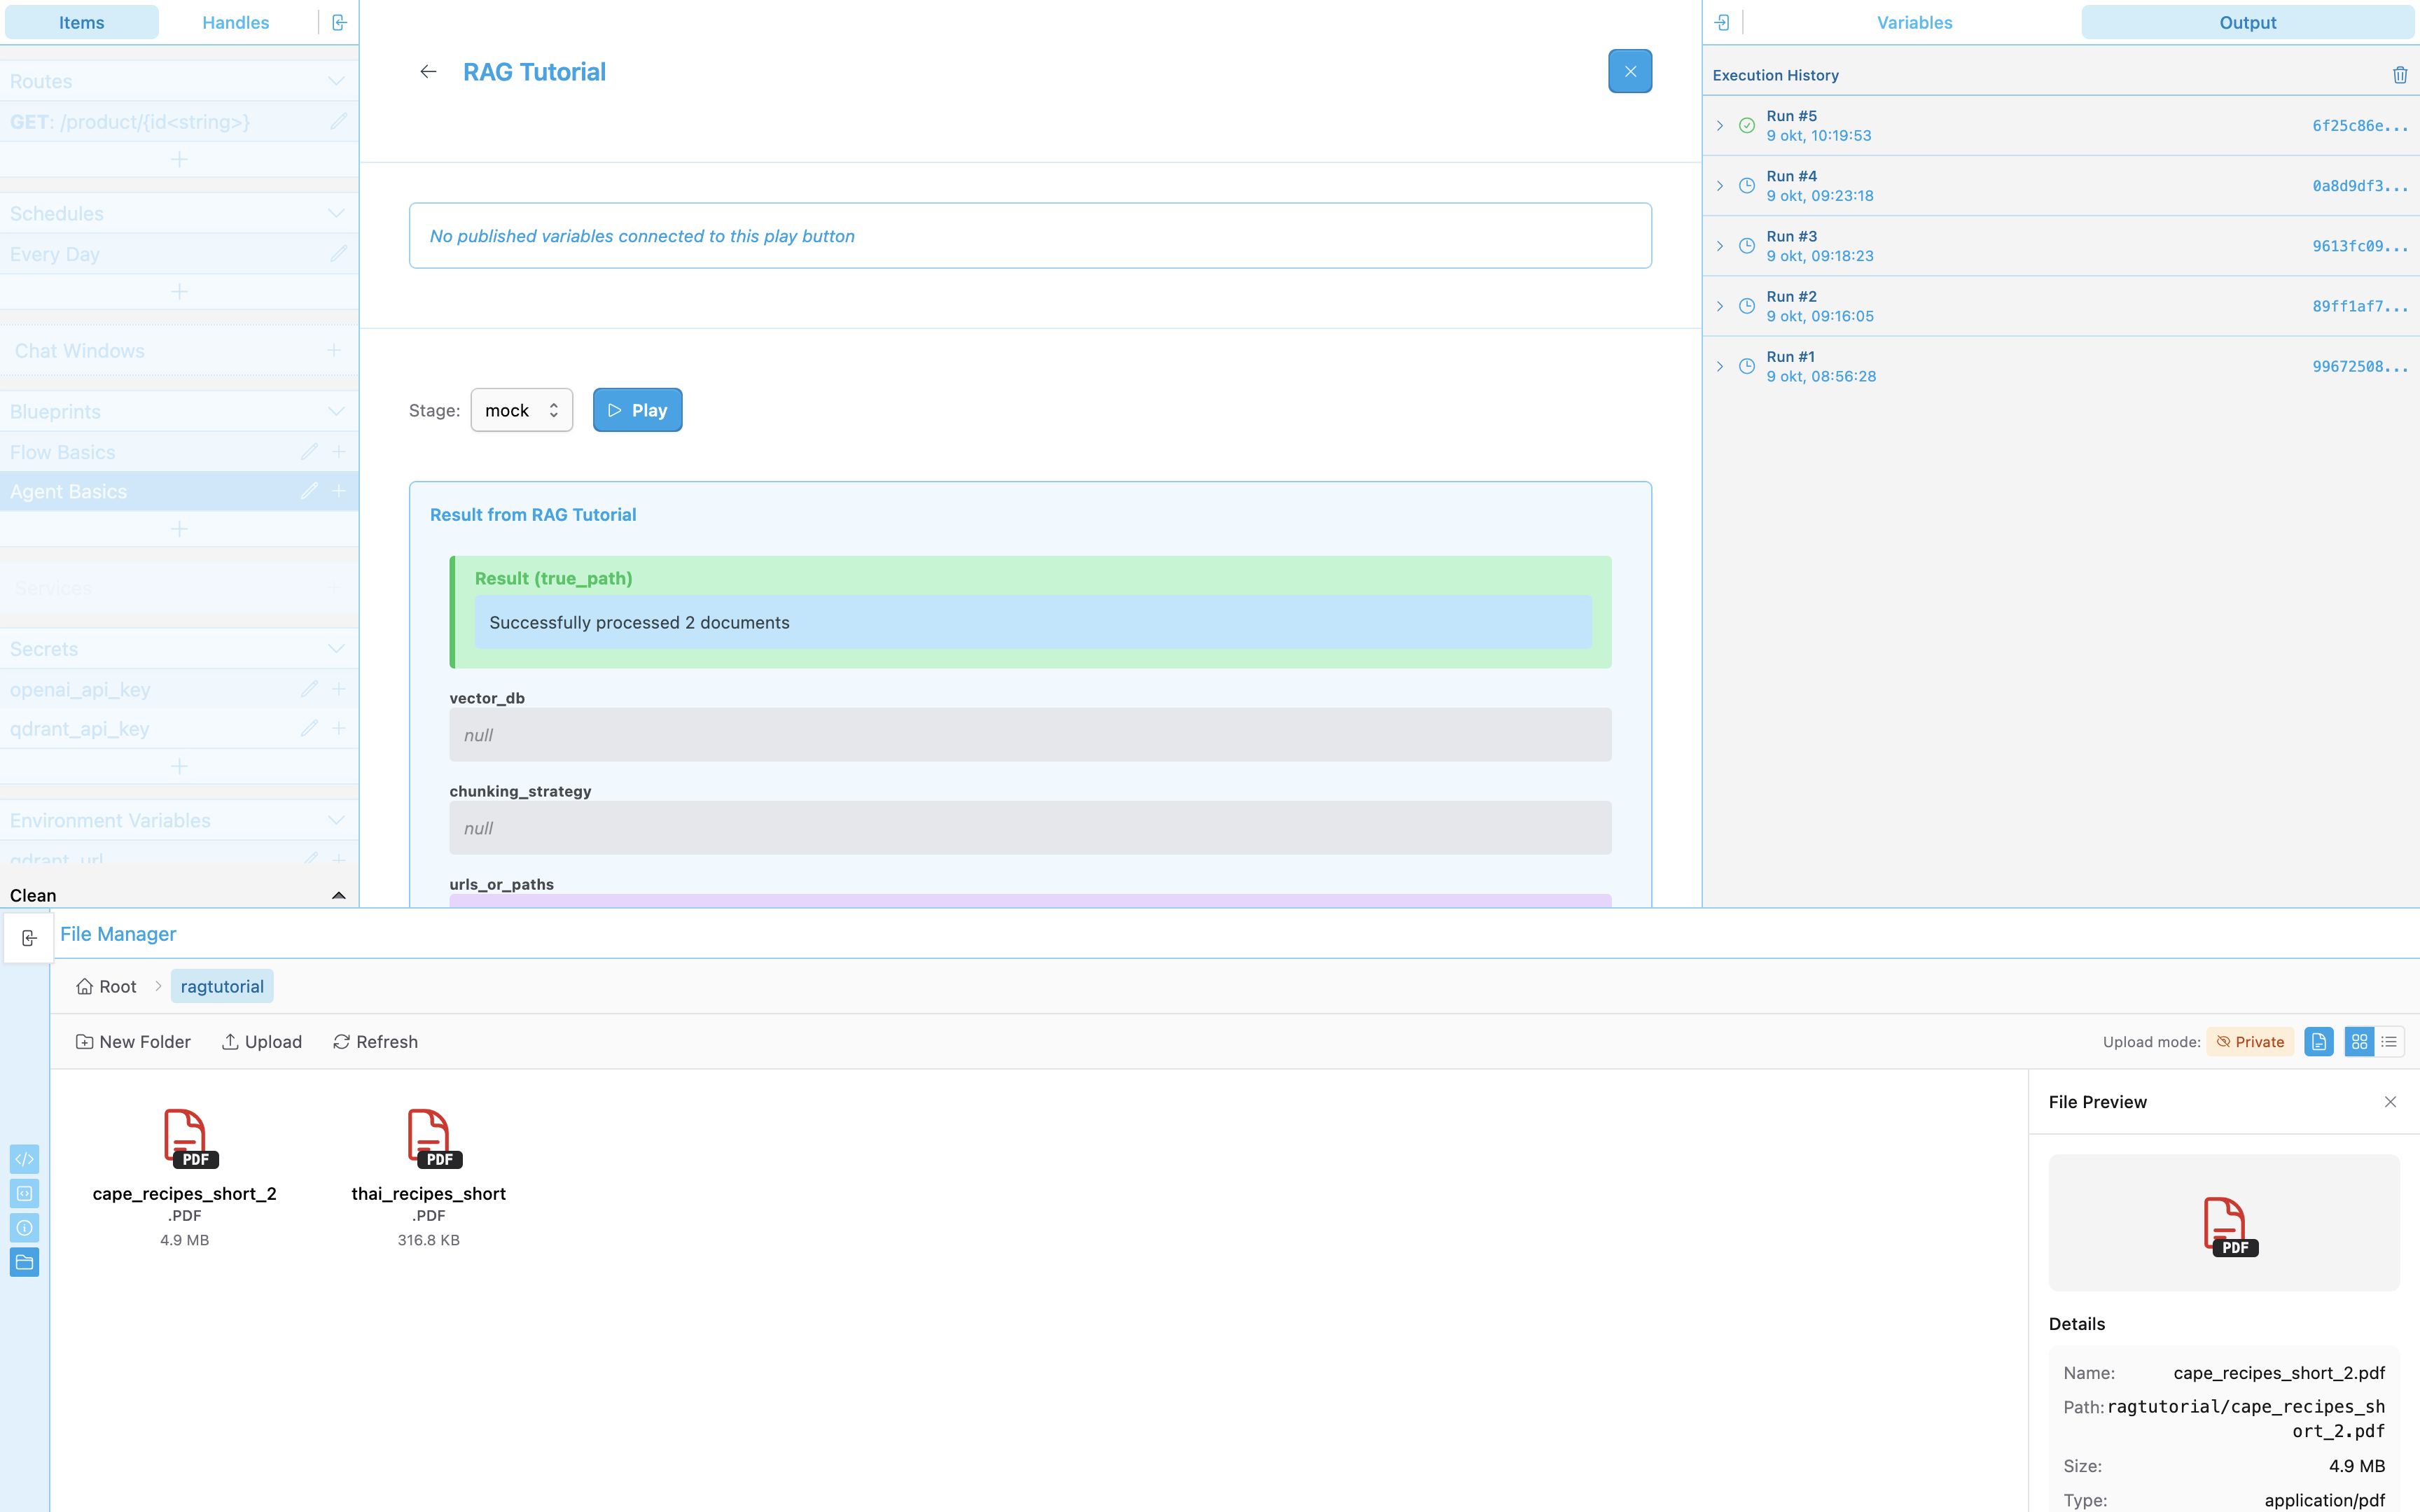 Items
Handles
Routes
GET: /product/{id<string>}
Schedules
Every Day
Chat Windows
Blueprints
Flow Basics
Agent Basics
Services
Secrets
openai_api_key
qdrant_api_key
Environment Variables
qdrant_url
Clean
RAG Tutorial
No published variables connected to this play button
Stage:
mock
Play
Result from RAG Tutorial
Result (true_path)
Successfully processed 2 documents
vector_db
null
chunking_strategy
null
urls_or_paths
Variables
Output
Execution History
Run #5
9 okt, 10:19:53
6f25c86e...
Run #4
9 okt, 09:23:18
0a8d9df3...
Run #3
9 okt, 09:18:23
9613fc09...
Run #2
9 okt, 09:16:05
89ff1af7...
Run #1
9 okt, 08:56:28
99672508...
File Manager
Root
ragtutorial
New Folder
Upload
Refresh
Upload mode:
Private
PDF
cape_recipes_short_2
.PDF
4.9 MB
PDF
thai_recipes_short
.PDF
316.8 KB
File Preview
PDF
Details
Name:
cape_recipes_short_2.pdf
Path:
ragtutorial/cape_recipes_sh
ort_2.pdf
Size:
4.9 MB
Type:
application/pdf